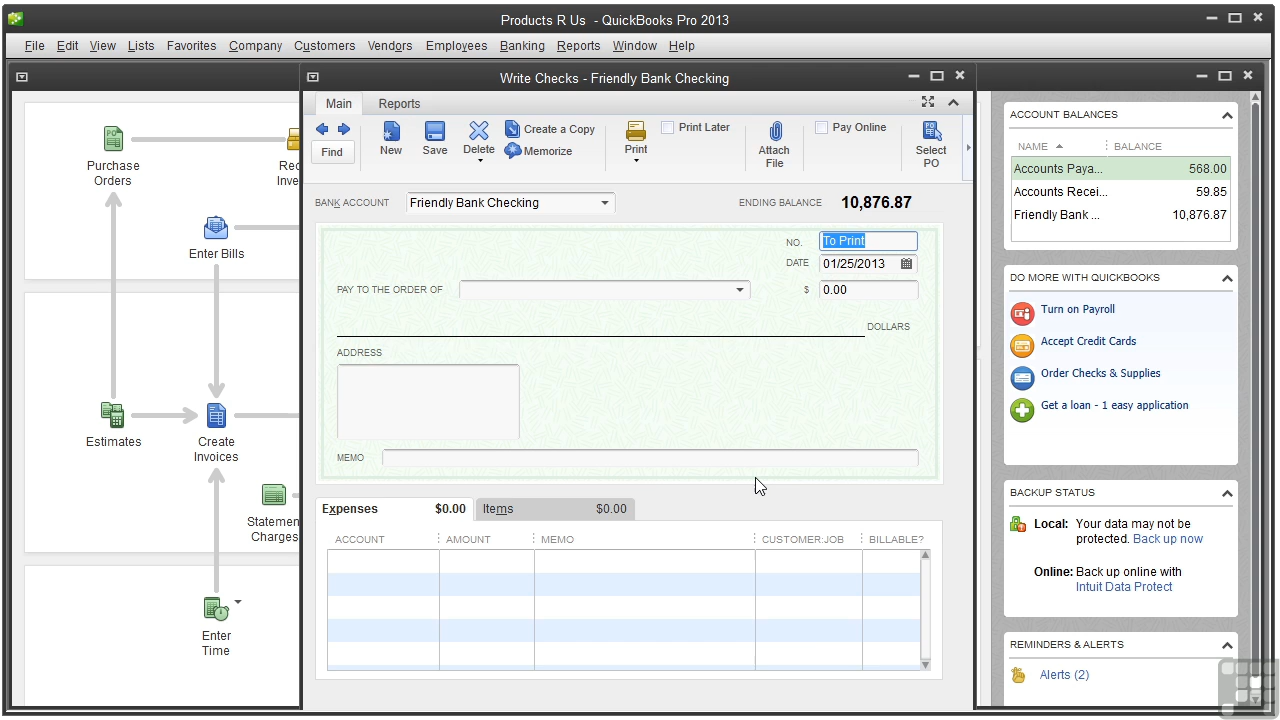 Products R Us - QuickBooks Pro 2013
File Edit View Lists Favorites Company Customers Vendors Employees Banking Reports Window Help
Write Checks - Friendly Bank Checking
Main Reports
Find
New
Save
Delete
Create a Copy
Memorize
Print
Print Later
Attach
File
Pay Online
Select
PO
BANK ACCOUNT Friendly Bank Checking ENDING BALANCE 10,876.87
NO. To Print
DATE 01/25/2013
PAY TO THE ORDER OF $ 0.00
DOLLARS
ADDRESS
MEMO
Expenses $0.00 Items $0.00
ACCOUNT AMOUNT MEMO CUSTOMER:JOB BILLABLE?
PO
Purchase
Orders
Enter Bills
Estimates
Create
Invoices
Statemen
Charges
Enter
Time
ACCOUNT BALANCES
NAME BALANCE
Accounts Paya... 568.00
Accounts Recei... 59.85
Friendly Bank ... 10,876.87
DO MORE WITH QUICKBOOKS
Turn on Payroll
Accept Credit Cards
Order Checks & Supplies
Get a loan - 1 easy application
BACKUP STATUS
Local: Your data may not be
protected. Back up now
Online: Back up online with
Intuit Data Protect
REMINDERS & ALERTS
Alerts (2)